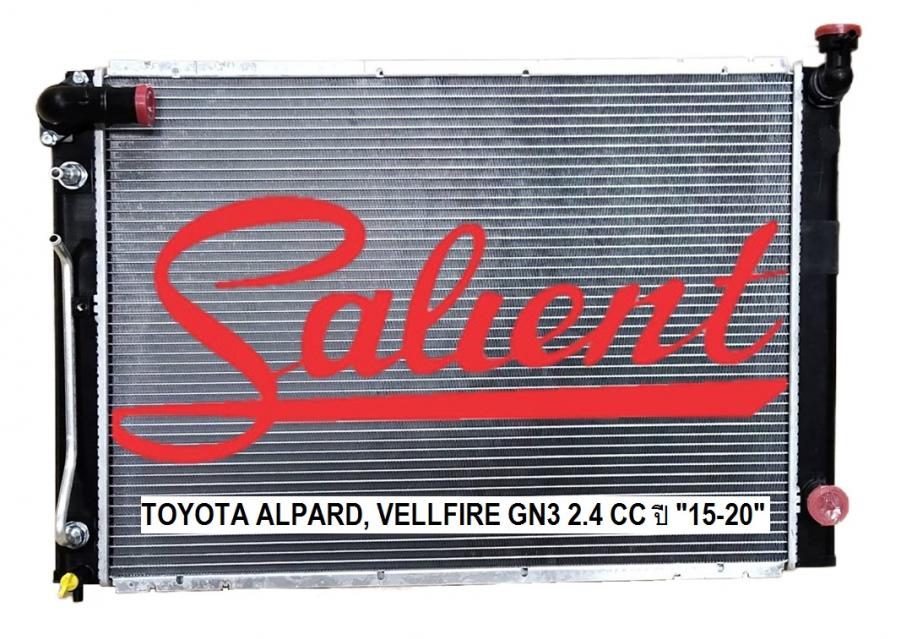 Salient
TOYOTA ALPARD, VELLFIRE GN3 2.4 CC ปี "15-20"